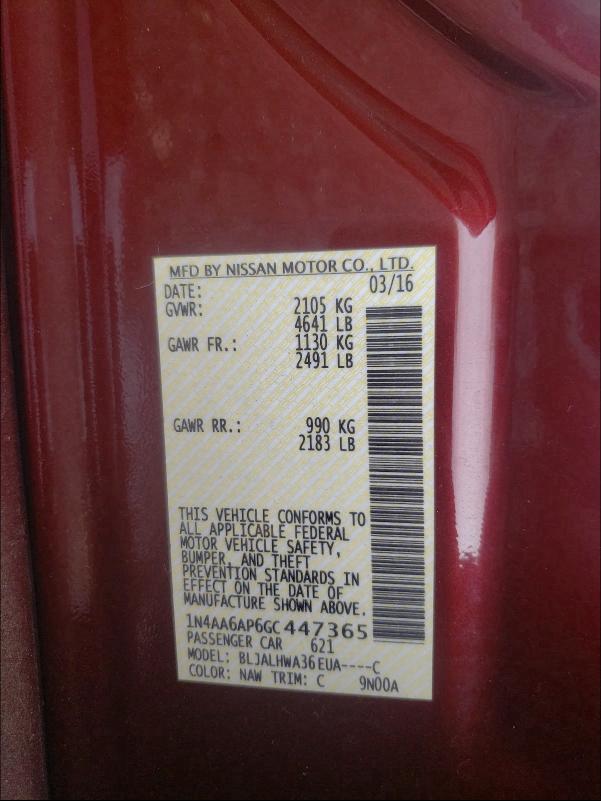 MFD BY NISSAN MOTOR CO., LTD.
DATE: 03/16
GVWR: 2105 KG
4641 LB
GAWR FR.: 1130 KG
2491 LB
GAWR RR.: 990 KG
2183 LB
THIS VEHICLE CONFORMS TO
ALL APPLICABLE FEDERAL
MOTOR VEHICLE SAFETY,
BUMPER, AND THEFT
PREVENTION STANDARDS IN
EFFECT ON THE DATE OF
MANUFACTURE SHOWN ABOVE.
1N4AA6AP6GC447365
PASSENGER CAR 621
MODEL: BLJALHWA36EUA----C
COLOR: NAW TRIM: C 9N00A